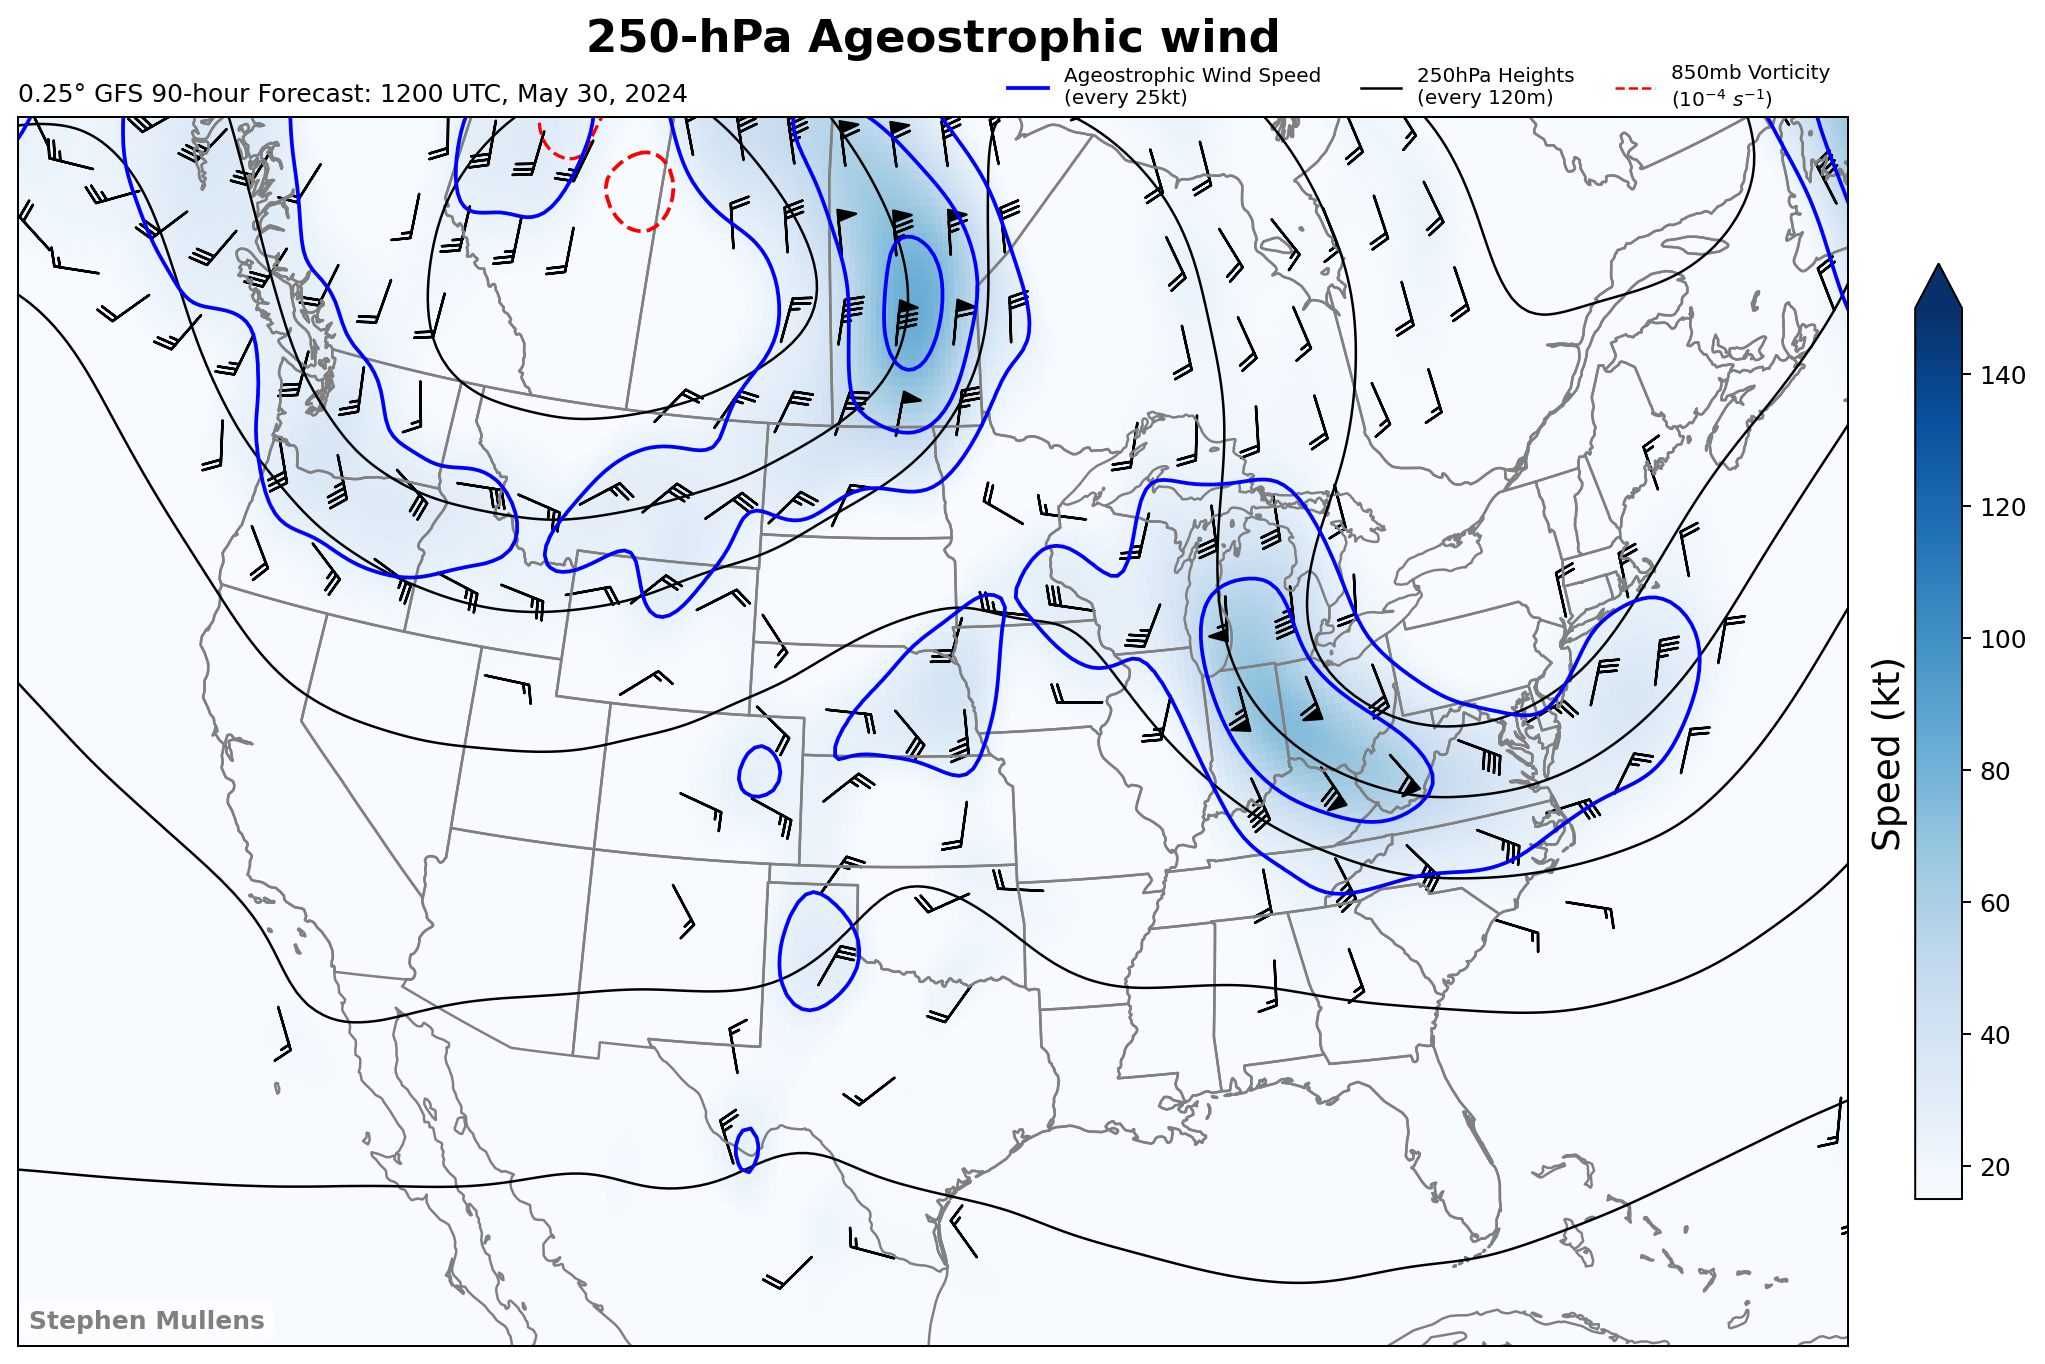 250-hPa Ageostrophic wind
0.25° GFS 90-hour Forecast: 1200 UTC, May 30, 2024
Ageostrophic Wind Speed
(every 25kt)
250hPa Heights
(every 120m)
850mb Vorticity
(10⁻⁴ s⁻¹)
140
120
100
80
60
40
20
Speed (kt)
Stephen Mullens